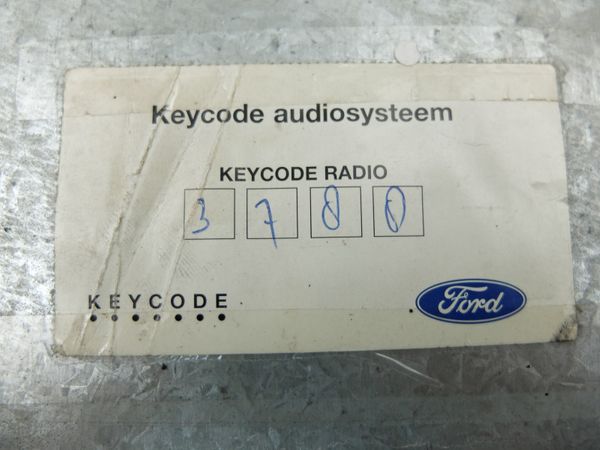 Keycode audiosysteem
KEYCODE RADIO
3 7 8 0
KEYCODE
Ford